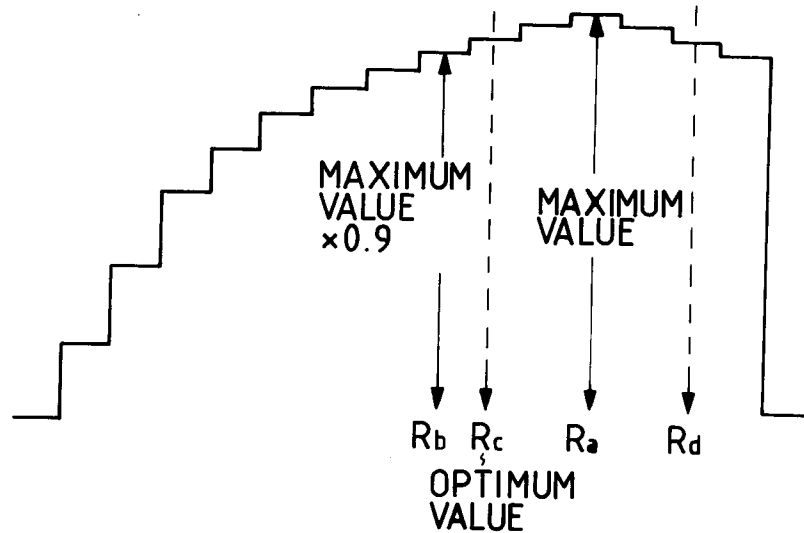 MAXIMUM
VALUE
×0.9
MAXIMUM
VALUE
Rb Rc Ra Rd
OPTIMUM
VALUE